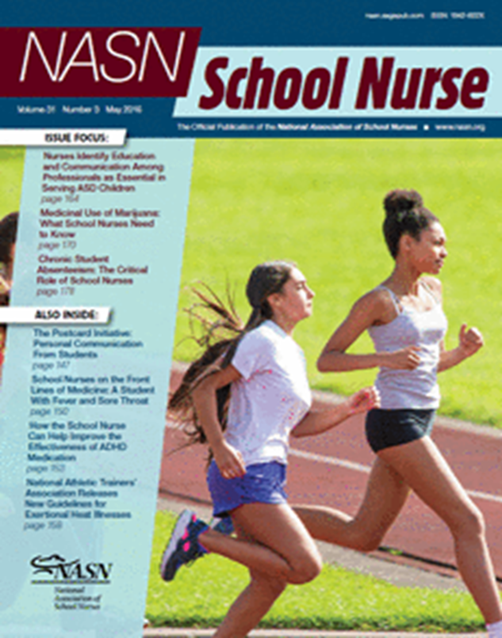 nasn.sagepub.com ISSN: 1942-602X
NASN
School Nurse
Volume 31 Number 3 May 2016
The Official Publication of the National Association of School Nurses ■ www.nasn.org
ISSUE FOCUS:
Nurses Identify Education
and Communication Among
Professionals as Essential in
Serving ASD Children
page 164
Medicinal Use of Marijuana:
What School Nurses Need
to Know
page 170
Chronic Student
Absenteeism: The Critical
Role of School Nurses
page 178
ALSO INSIDE:
The Postcard Initiative:
Personal Communication
From Students
page 147
School Nurses on the Front
Lines of Medicine: A Student
With Fever and Sore Throat
page 150
How the School Nurse
Can Help Improve the
Effectiveness of ADHD
Medication
page 153
National Athletic Trainers'
Association Releases
New Guidelines for
Exertional Heat Illnesses
page 158
NASN
National
Association of
School Nurses